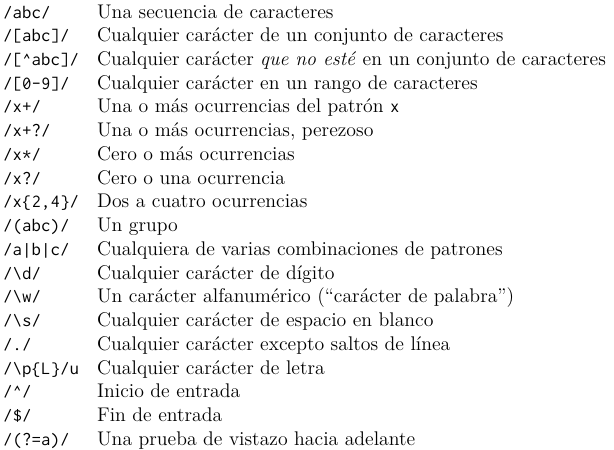 /abc/ Una secuencia de caracteres
/[abc]/ Cualquier carácter de un conjunto de caracteres
/[^abc]/ Cualquier carácter que no esté en un conjunto de caracteres
/[0-9]/ Cualquier carácter en un rango de caracteres
/x+/ Una o más ocurrencias del patrón x
/x+?/ Una o más ocurrencias, perezoso
/x*/ Cero o más ocurrencias
/x?/ Cero o una ocurrencia
/x{2,4}/ Dos a cuatro ocurrencias
/(abc)/ Un grupo
/a|b|c/ Cualquiera de varias combinaciones de patrones
/\d/ Cualquier carácter de dígito
/\w/ Un carácter alfanumérico (“carácter de palabra”)
/\s/ Cualquier carácter de espacio en blanco
/./ Cualquier carácter excepto saltos de línea
/\p{L}/u Cualquier carácter de letra
/^/ Inicio de entrada
/$/ Fin de entrada
/(?=a)/ Una prueba de vistazo hacia adelante